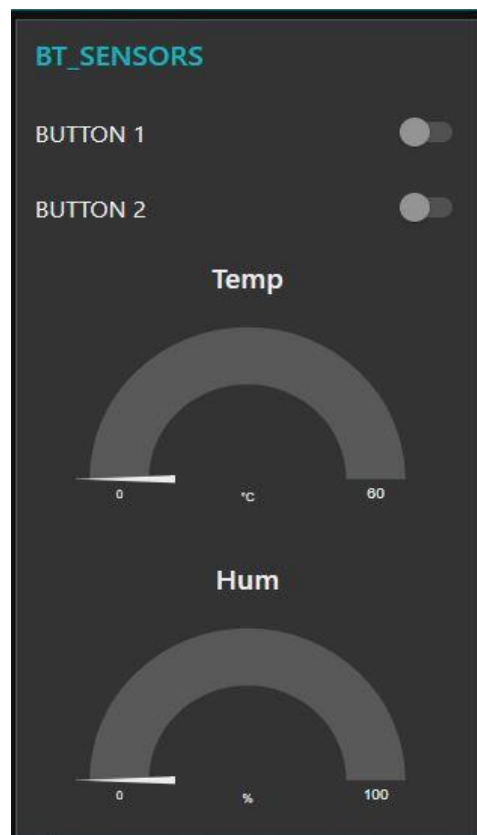 BT_SENSORS
BUTTON 1
BUTTON 2
Temp
0 °C 60
Hum
0 % 100